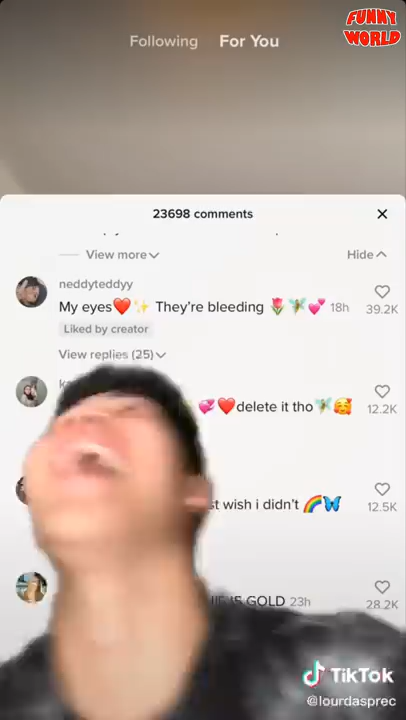 FUNNY
WORLD
Following For You
23698 comments
View more
Hide
neddyteddyy
My eyes❤️✨ They're bleeding 🌷🧚💕 18h
39.2K
Liked by creator
View replies (25)
💞❤️delete it tho🧚🥰
12.2K
wish i didn't 🌈🦋
12.5K
GOLD 23h
28.2K
TikTok
@lourdasprec